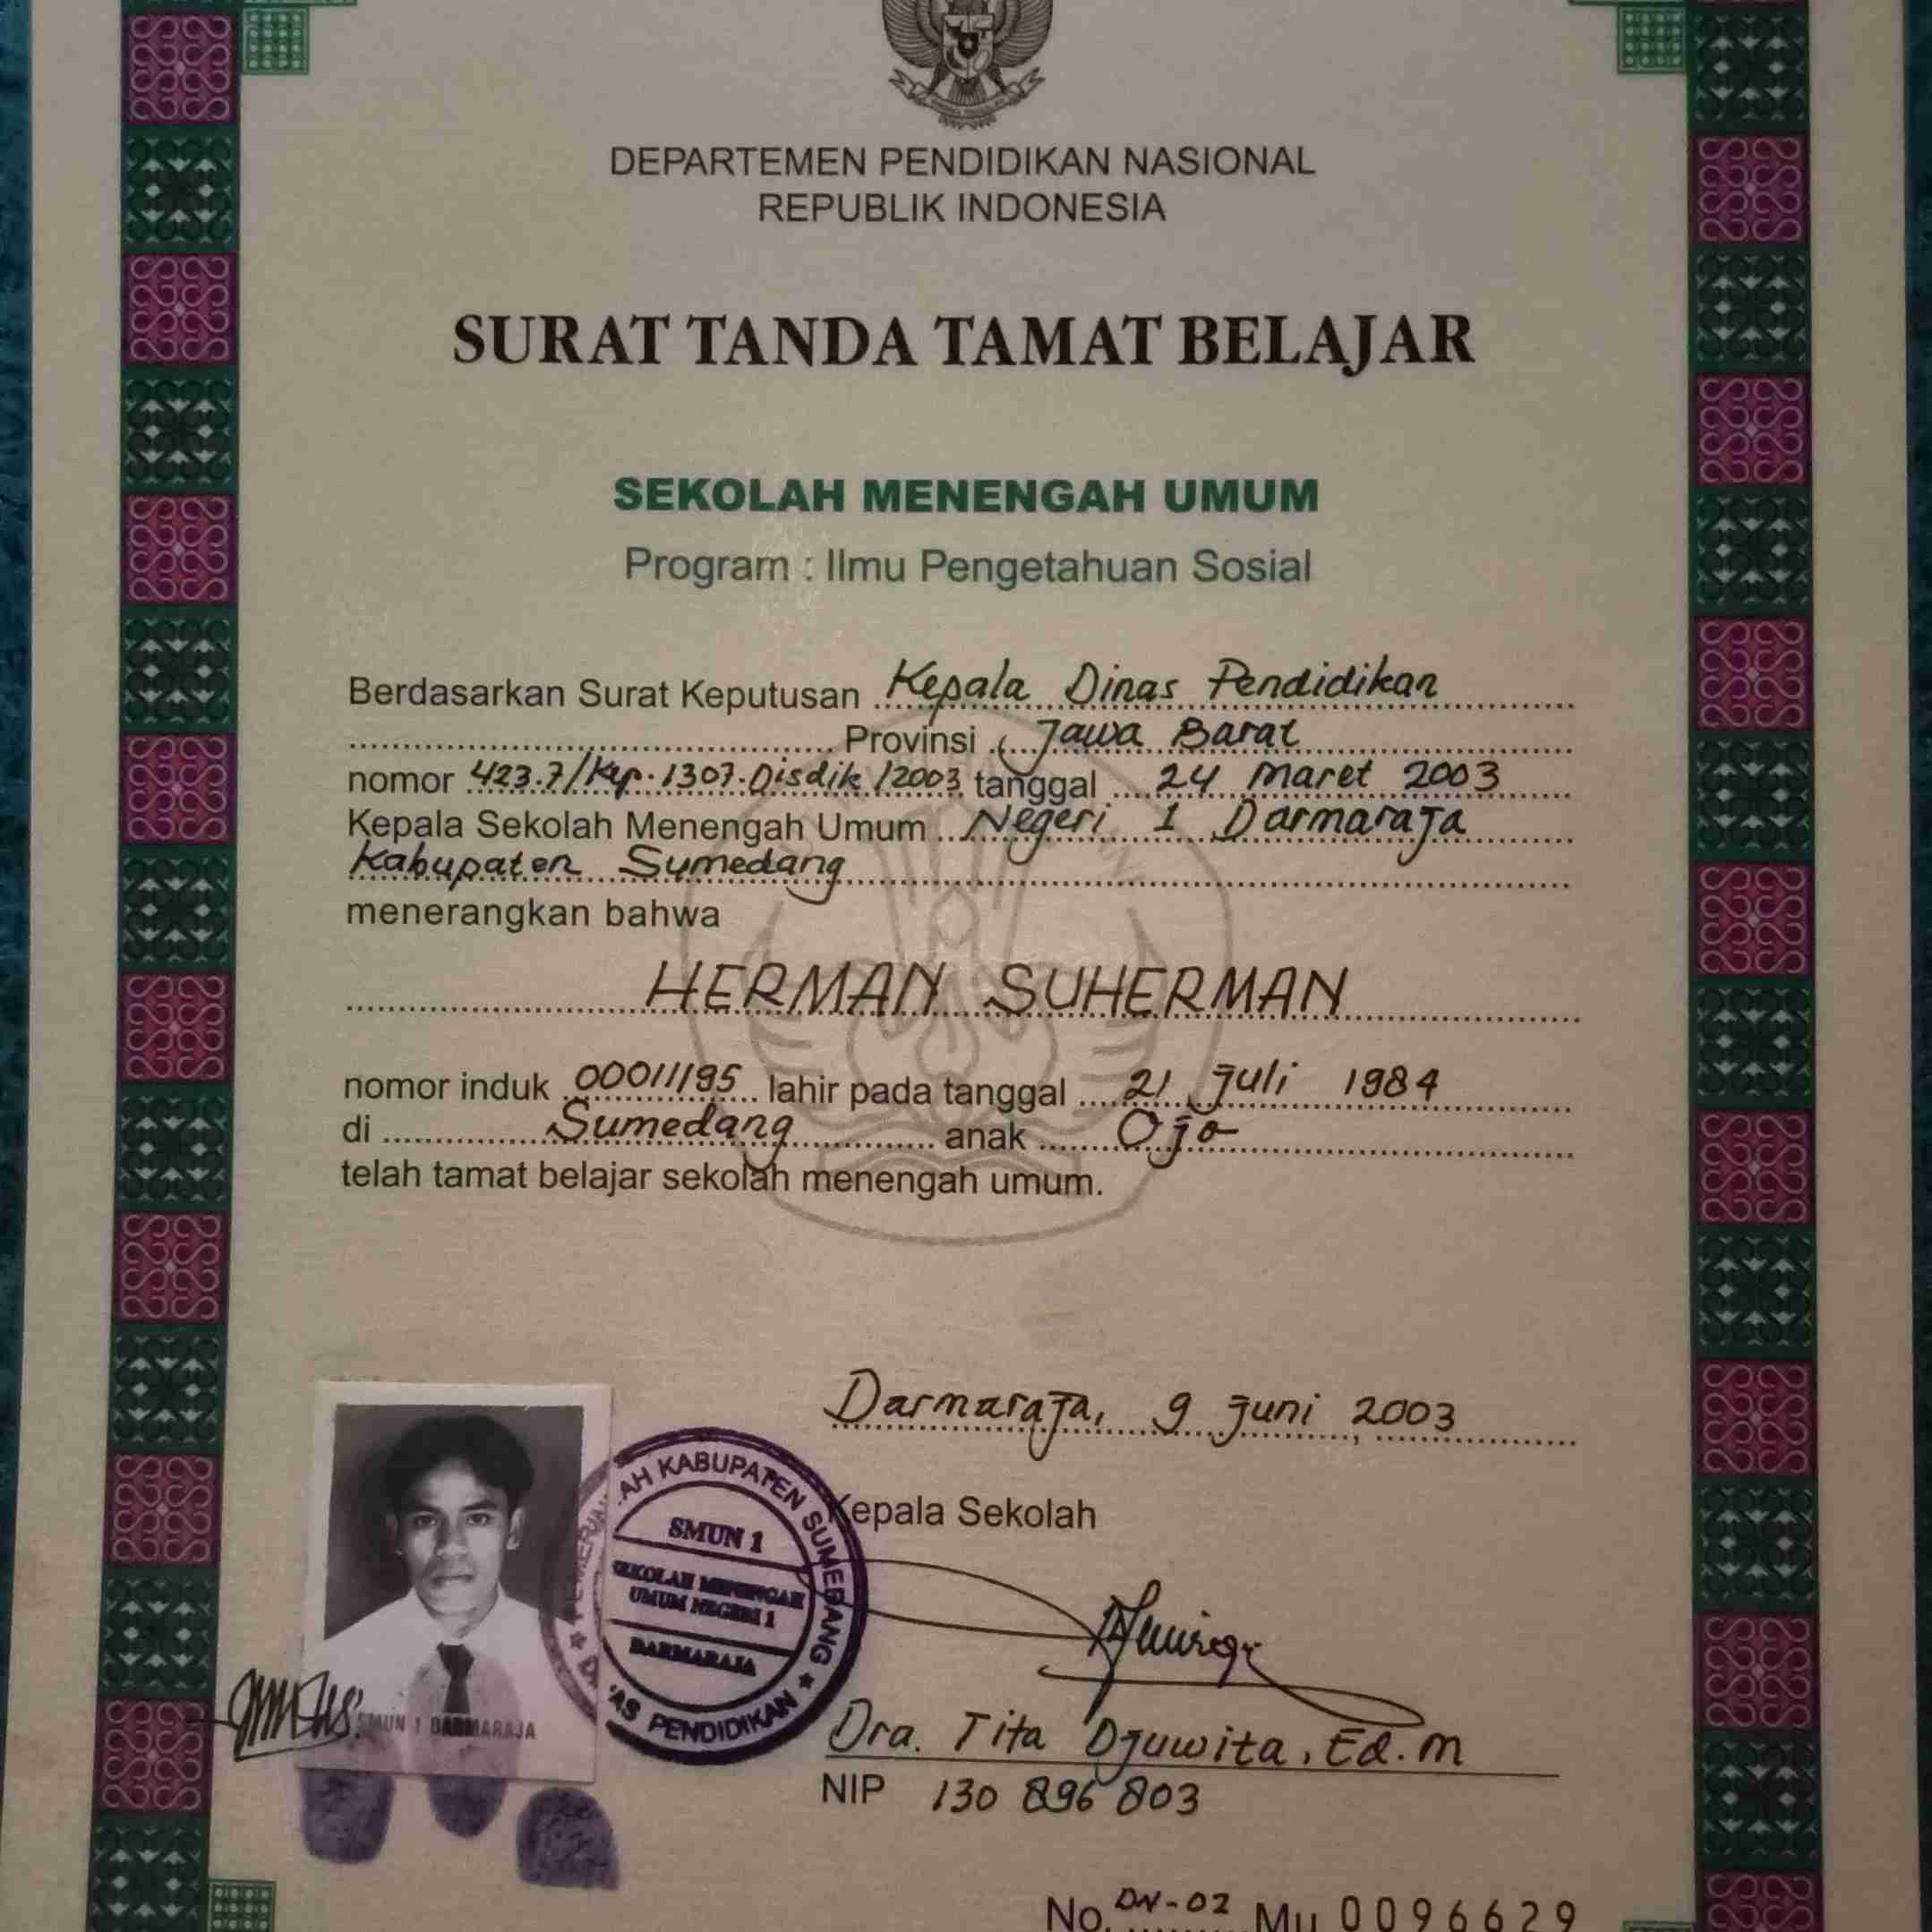 DEPARTEMEN PENDIDIKAN NASIONAL
REPUBLIK INDONESIA
SURAT TANDA TAMAT BELAJAR
SEKOLAH MENENGAH UMUM
Program : Ilmu Pengetahuan Sosial
Berdasarkan Surat Keputusan Kepala Dinas Pendidikan
Provinsi Jawa Barat
nomor 423.7/Kep.1307-Disdik/2003 tanggal 24 Maret 2003
Kepala Sekolah Menengah Umum Negeri 1 Darmaraja
Kabupaten Sumedang
menerangkan bahwa
HERMAN SUHERMAN
nomor induk 00011195 lahir pada tanggal 21 Juli 1984
di Sumedang anak Ojo
telah tamat belajar sekolah menengah umum.
Darmaraja, 9 Juni 2003
Kepala Sekolah
KABUPATEN SUMEDANG
SMUN 1
SEKOLAH MENENGAH
UMUM NEGERI 1
DARMARAJA
PENDIDIKAN
SMUN 1 DARMARAJA
Dra. Tita Djuwita, Ed.M
NIP 130 896 803
No. DN-02 Mu 0096629